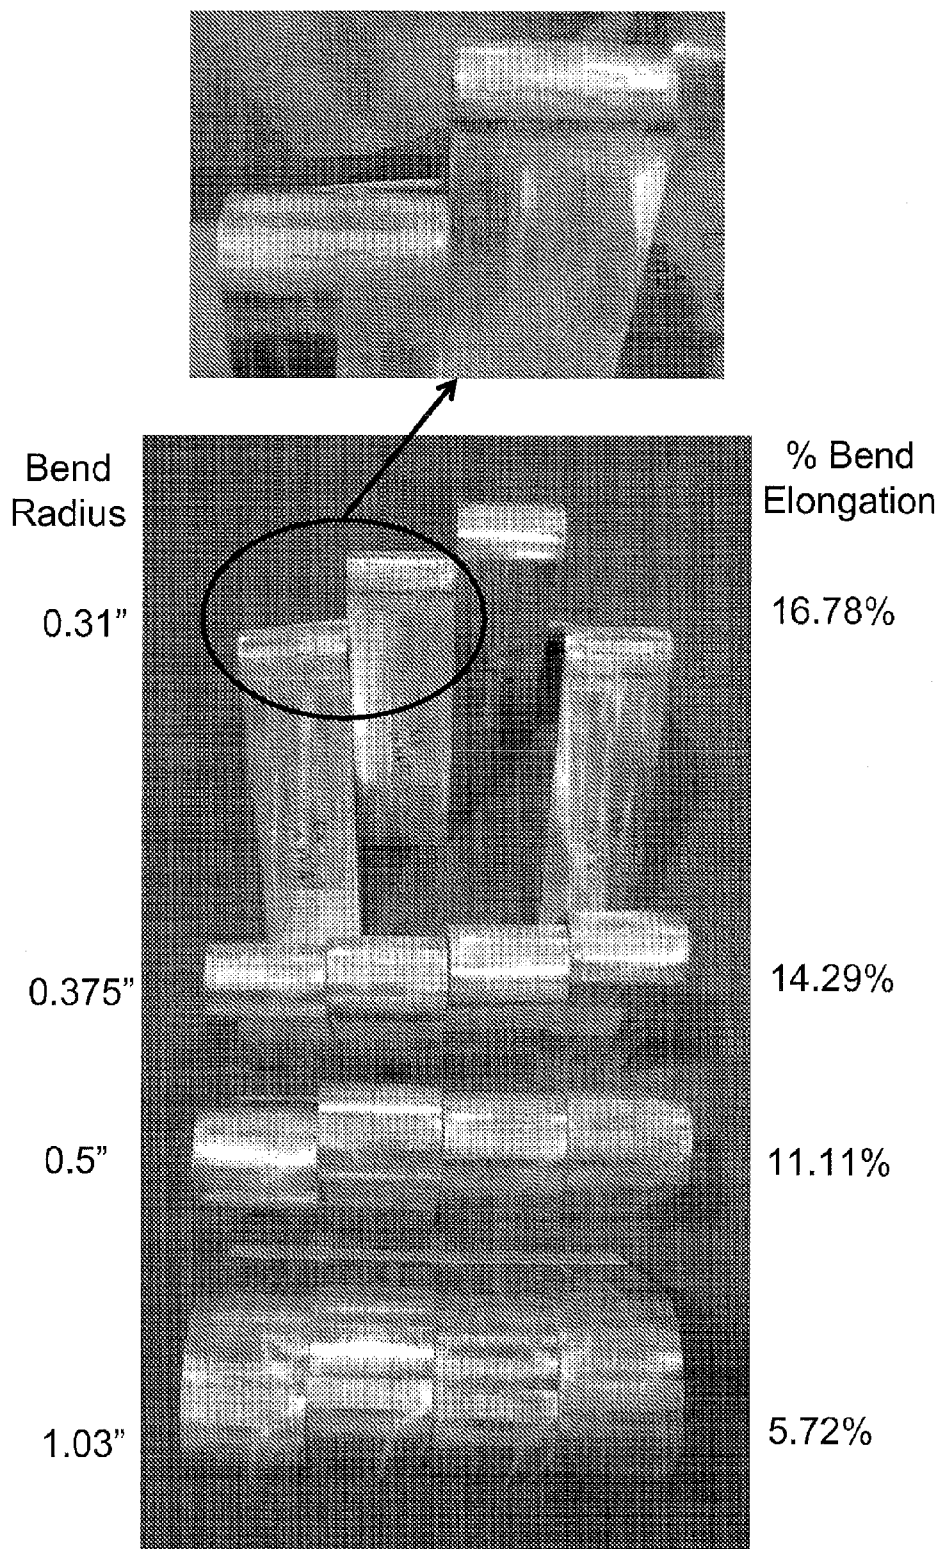 Bend
Radius
% Bend
Elongation
0.31”
16.78%
0.375”
14.29%
0.5”
11.11%
1.03”
5.72%